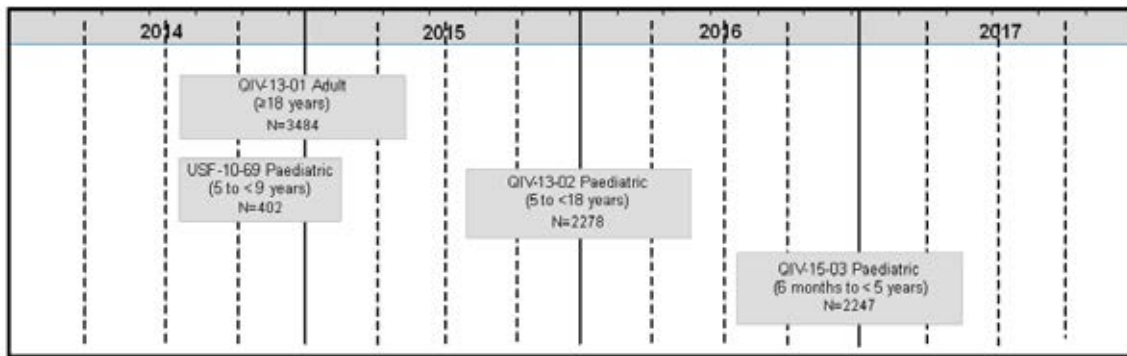 2014 2015 2016 2017
QIV-13-01 Adult
(≥18 years)
N=3484
USF-10-69 Paediatric
(5 to < 9 years)
N=402
QIV-13-02 Paediatric
(5 to <18 years)
N=2278
QIV-15-03 Paediatric
(6 months to < 5 years)
N=2247